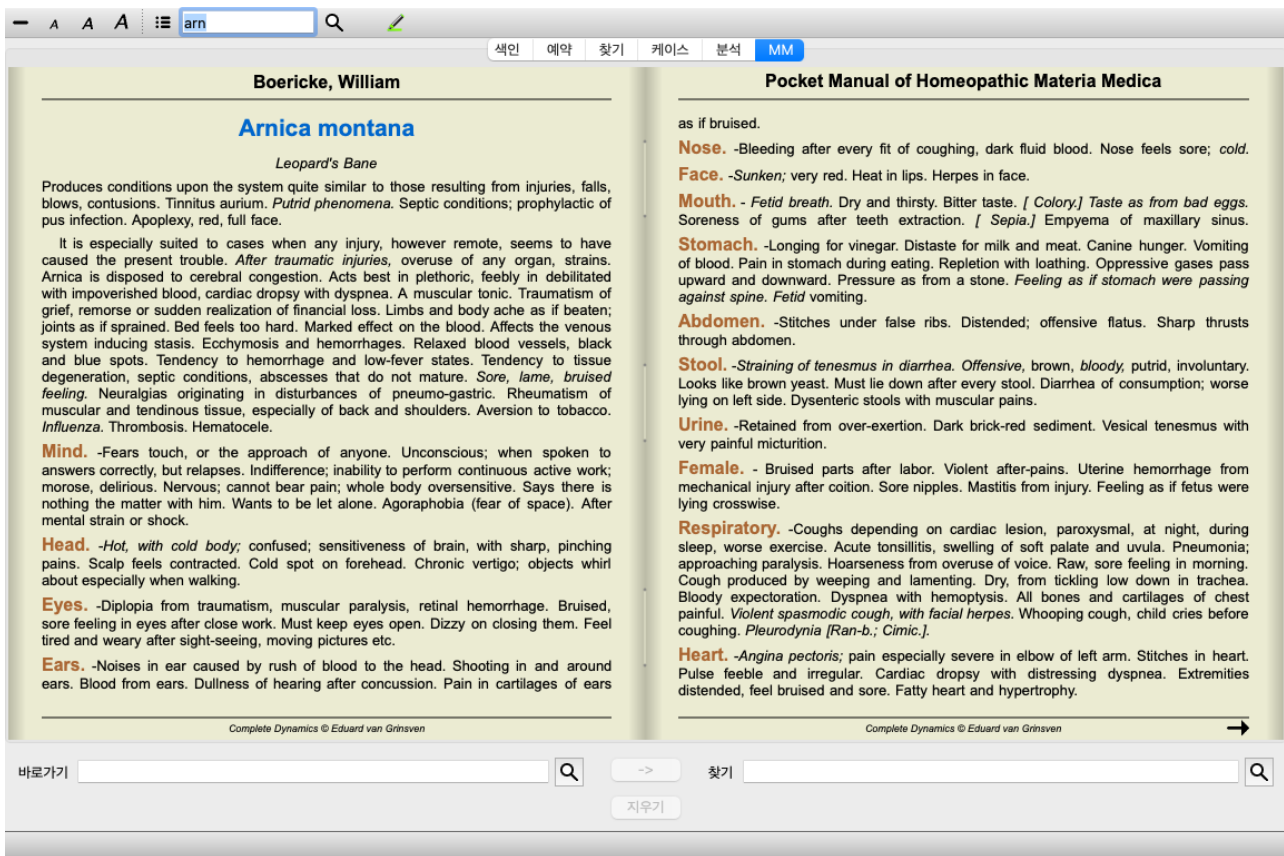 A A A arn
색인 예약 찾기 케이스 분석 MM
Boericke, William
Arnica montana
Leopard's Bane
Produces conditions upon the system quite similar to those resulting from injuries, falls,
blows, contusions. Tinnitus aurium. Putrid phenomena. Septic conditions; prophylactic of
pus infection. Apoplexy, red, full face.
It is especially suited to cases when any injury, however remote, seems to have
caused the present trouble. After traumatic injuries, overuse of any organ, strains.
Arnica is disposed to cerebral congestion. Acts best in plethoric, feebly in debilitated
with impoverished blood, cardiac dropsy with dyspnea. A muscular tonic. Traumatism of
grief, remorse or sudden realization of financial loss. Limbs and body ache as if beaten;
joints as if sprained. Bed feels too hard. Marked effect on the blood. Affects the venous
system inducing stasis. Ecchymosis and hemorrhages. Relaxed blood vessels, black
and blue spots. Tendency to hemorrhage and low-fever states. Tendency to tissue
degeneration, septic conditions, abscesses that do not mature. Sore, lame, bruised
feeling. Neuralgias originating in disturbances of pneumo-gastric. Rheumatism of
muscular and tendinous tissue, especially of back and shoulders. Aversion to tobacco.
Influenza. Thrombosis. Hematocele.
Mind. -Fears touch, or the approach of anyone. Unconscious; when spoken to
answers correctly, but relapses. Indifference; inability to perform continuous active work;
morose, delirious. Nervous; cannot bear pain; whole body oversensitive. Says there is
nothing the matter with him. Wants to be let alone. Agoraphobia (fear of space). After
mental strain or shock.
Head. -Hot, with cold body; confused; sensitiveness of brain, with sharp, pinching
pains. Scalp feels contracted. Cold spot on forehead. Chronic vertigo; objects whirl
about especially when walking.
Eyes. -Diplopia from traumatism, muscular paralysis, retinal hemorrhage. Bruised,
sore feeling in eyes after close work. Must keep eyes open. Dizzy on closing them. Feel
tired and weary after sight-seeing, moving pictures etc.
Ears. -Noises in ear caused by rush of blood to the head. Shooting in and around
ears. Blood from ears. Dullness of hearing after concussion. Pain in cartilages of ears
Complete Dynamics © Eduard van Grinsven
Pocket Manual of Homeopathic Materia Medica
as if bruised.
Nose. -Bleeding after every fit of coughing, dark fluid blood. Nose feels sore; cold.
Face. -Sunken; very red. Heat in lips. Herpes in face.
Mouth. - Fetid breath. Dry and thirsty. Bitter taste. [ Colory.] Taste as from bad eggs.
Soreness of gums after teeth extraction. [ Sepia.] Empyema of maxillary sinus.
Stomach. -Longing for vinegar. Distaste for milk and meat. Canine hunger. Vomiting
of blood. Pain in stomach during eating. Repletion with loathing. Oppressive gases pass
upward and downward. Pressure as from a stone. Feeling as if stomach were passing
against spine. Fetid vomiting.
Abdomen. -Stitches under false ribs. Distended; offensive flatus. Sharp thrusts
through abdomen.
Stool. -Straining of tenesmus in diarrhea. Offensive, brown, bloody, putrid, involuntary.
Looks like brown yeast. Must lie down after every stool. Diarrhea of consumption; worse
lying on left side. Dysenteric stools with muscular pains.
Urine. -Retained from over-exertion. Dark brick-red sediment. Vesical tenesmus with
very painful micturition.
Female. - Bruised parts after labor. Violent after-pains. Uterine hemorrhage from
mechanical injury after coition. Sore nipples. Mastitis from injury. Feeling as if fetus were
lying crosswise.
Respiratory. -Coughs depending on cardiac lesion, paroxysmal, at night, during
sleep, worse exercise. Acute tonsillitis, swelling of soft palate and uvula. Pneumonia;
approaching paralysis. Hoarseness from overuse of voice. Raw, sore feeling in morning.
Cough produced by weeping and lamenting. Dry, from tickling low down in trachea.
Bloody expectoration. Dyspnea with hemoptysis. All bones and cartilages of chest
painful. Violent spasmodic cough, with facial herpes. Whooping cough, child cries before
coughing. Pleurodynia [Ran-b.; Cimic.].
Heart. -Angina pectoris; pain especially severe in elbow of left arm. Stitches in heart.
Pulse feeble and irregular. Cardiac dropsy with distressing dyspnea. Extremities
distended, feel bruised and sore. Fatty heart and hypertrophy.
Complete Dynamics © Eduard van Grinsven
바로가기 -> 찾기
지우기